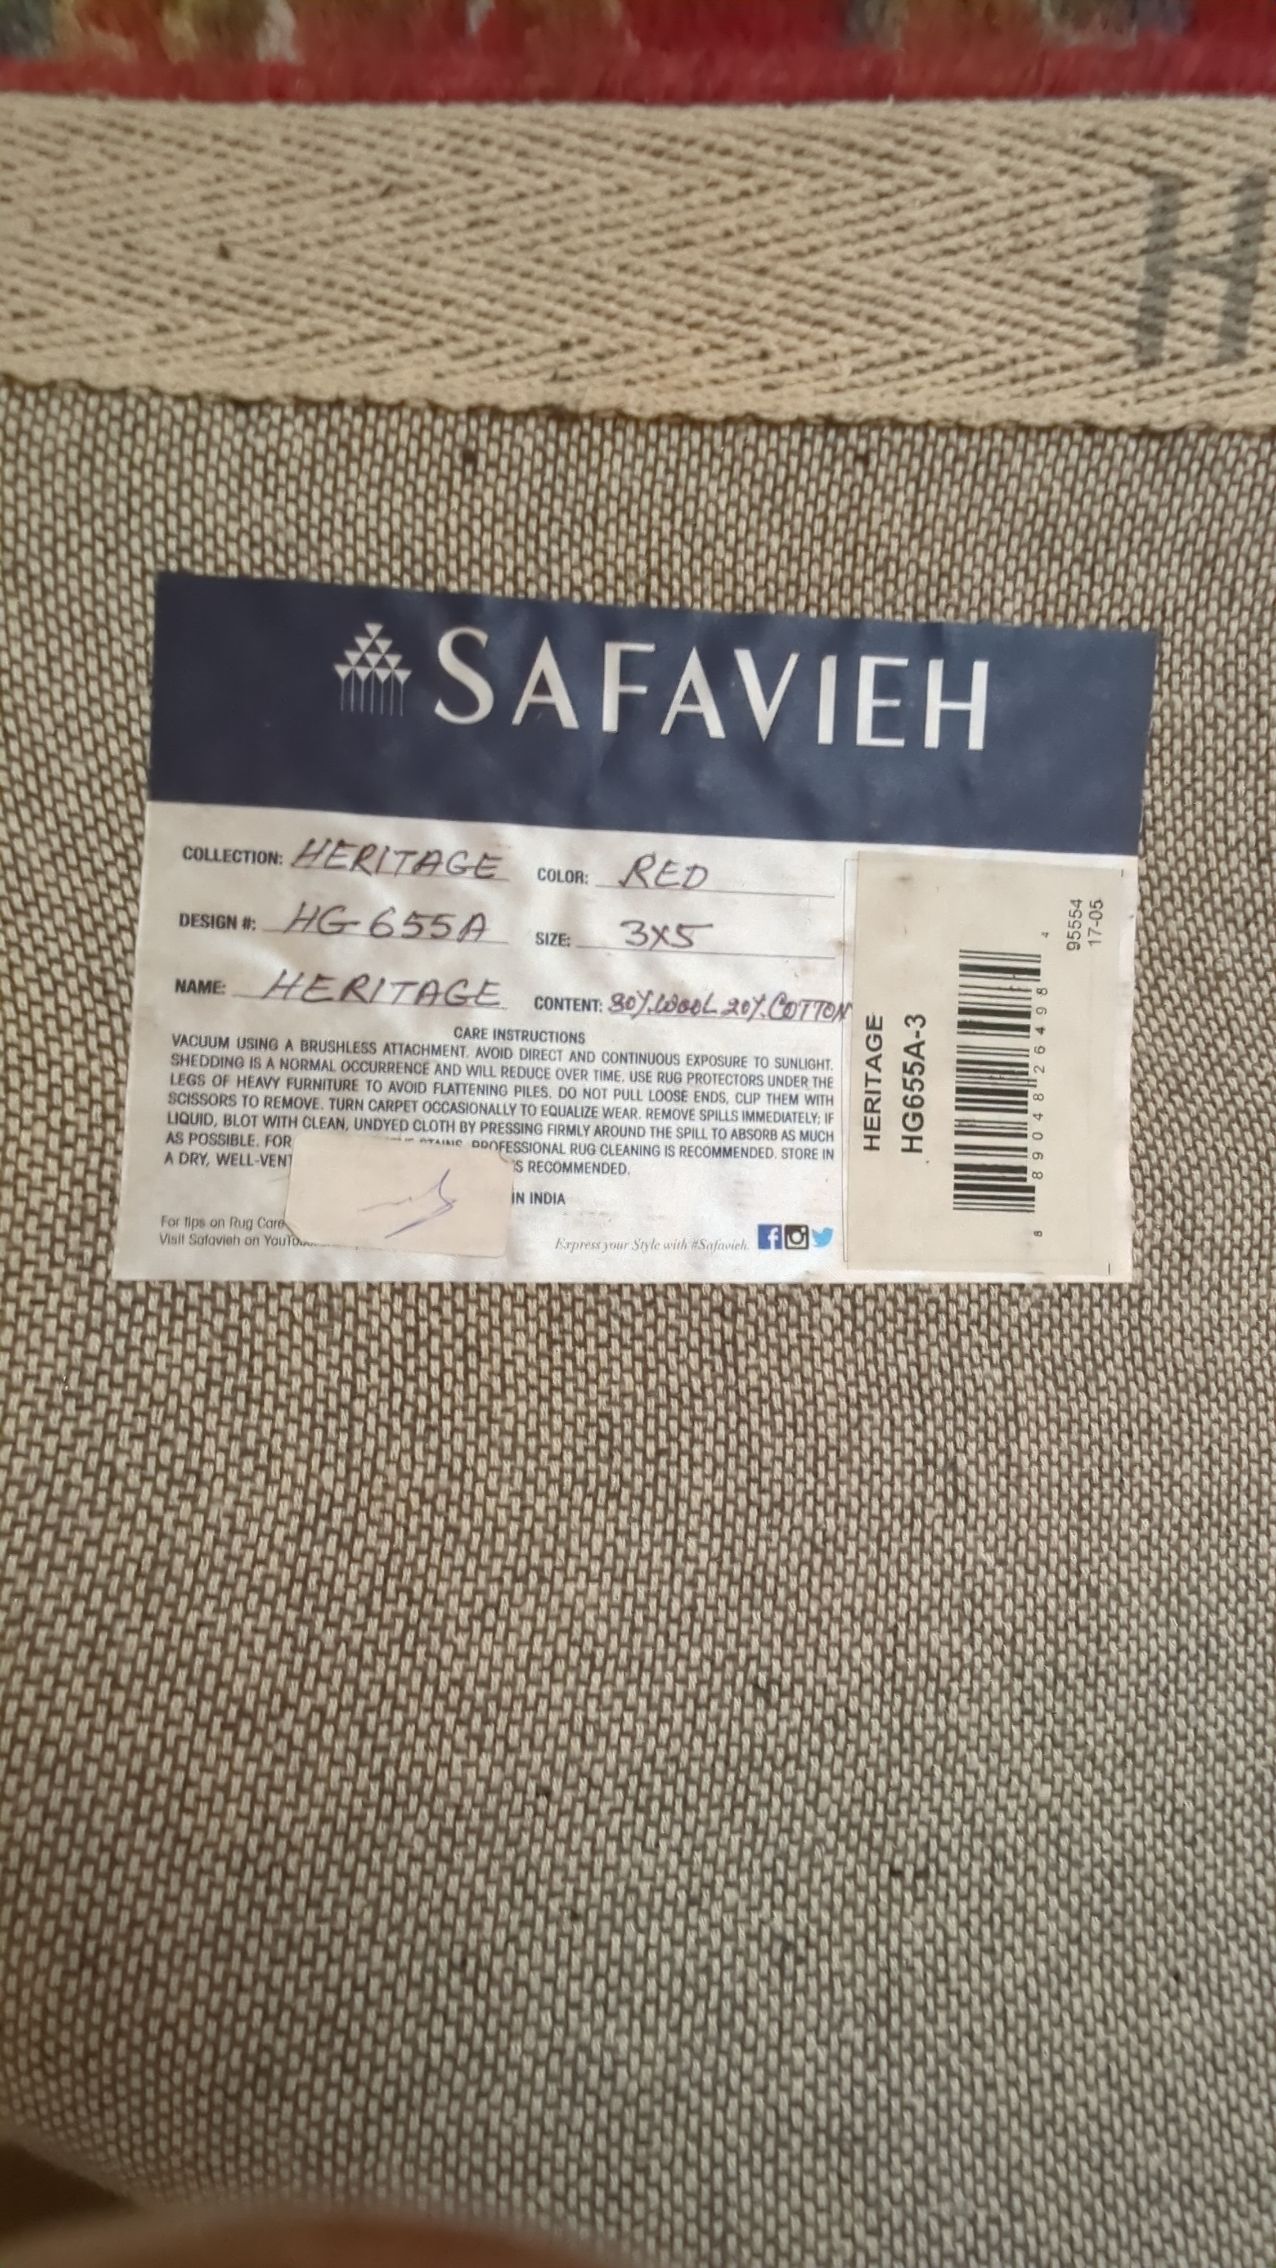 H
SAFAVIEH
COLLECTION: HERITAGE COLOR: RED
DESIGN #: HG655A SIZE: 3X5
NAME: HERITAGE CONTENT: 80%.WOOL 20%.COTTON
CARE INSTRUCTIONS
VACUUM USING A BRUSHLESS ATTACHMENT. AVOID DIRECT AND CONTINUOUS EXPOSURE TO SUNLIGHT.
SHEDDING IS A NORMAL OCCURRENCE AND WILL REDUCE OVER TIME. USE RUG PROTECTORS UNDER THE
LEGS OF HEAVY FURNITURE TO AVOID FLATTENING PILES. DO NOT PULL LOOSE ENDS, CLIP THEM WITH
SCISSORS TO REMOVE. TURN CARPET OCCASIONALLY TO EQUALIZE WEAR. REMOVE SPILLS IMMEDIATELY; IF
LIQUID, BLOT WITH CLEAN, UNDYED CLOTH BY PRESSING FIRMLY AROUND THE SPILL TO ABSORB AS MUCH
AS POSSIBLE. FOR STAINS, PROFESSIONAL RUG CLEANING IS RECOMMENDED. STORE IN
A DRY, WELL-VENT IS RECOMMENDED.
IN INDIA
For tips on Rug Care
Visit Safavieh on YouTu
Express your Style with #Safavieh.
HERITAGE
HG655A-3
8 89048 26498 4
95554
17-05